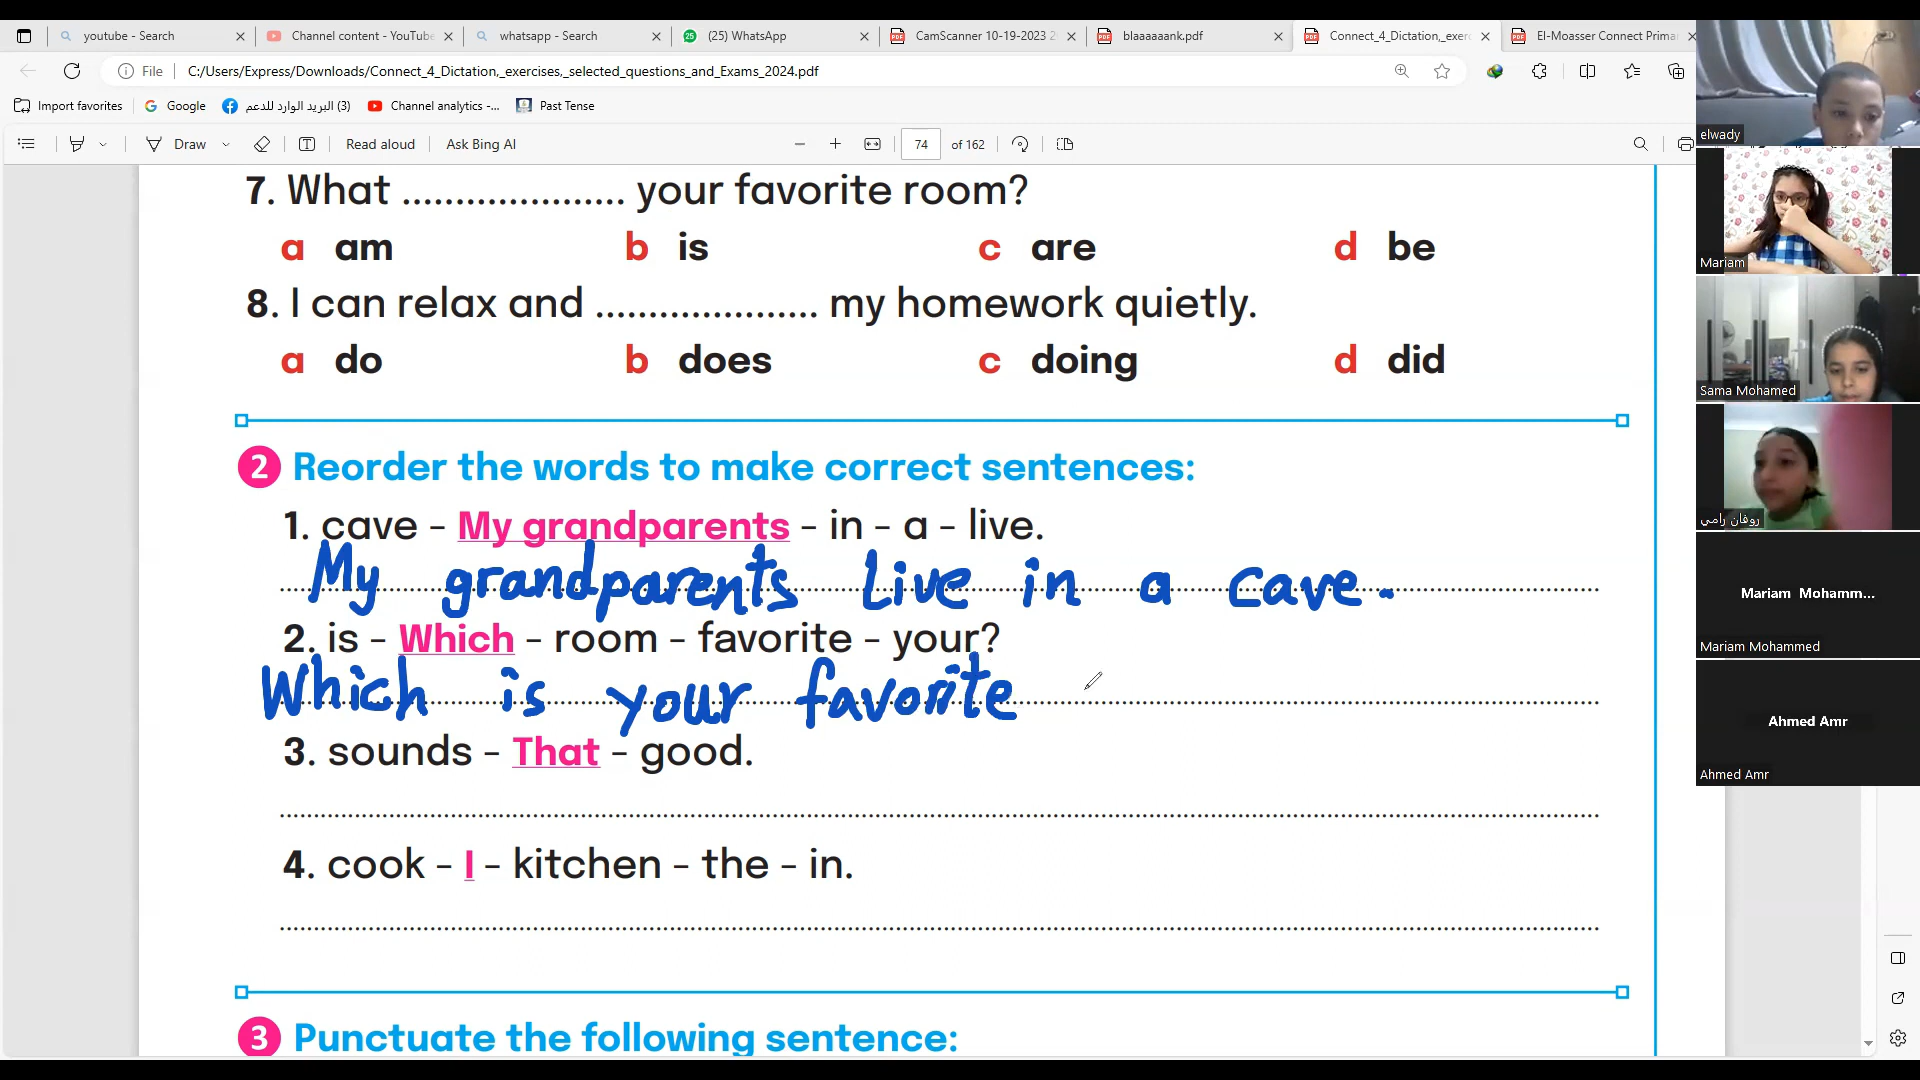 youtube - Search
Channel content - YouTube
whatsapp - Search
(25) WhatsApp
CamScanner 10-19-2023 2
blaaaaaank.pdf
Connect_4_Dictation,_exer
El-Moasser Connect Prima
File C:/Users/Express/Downloads/Connect_4_Dictation,_exercises,_selected_questions_and_Exams_2024.pdf
Import favorites
Google
(3) البريد الوارد للدعم
Channel analytics -...
Past Tense
Draw
Read aloud
Ask Bing AI
74 of 162
7. What ..................... your favorite room?
a am b is c are d be
8. I can relax and ..................... my homework quietly.
a do b does c doing d did
2 Reorder the words to make correct sentences:
1. cave - My grandparents - in - a - live.
My grandparents Live in a cave.
2. is - Which - room - favorite - your?
Which is your favorite
3. sounds - That - good.
4. cook - I - kitchen - the - in.
3 Punctuate the following sentence:
elwady
Mariam
Sama Mohamed
روفان رامي
Mariam Mohamm...
Mariam Mohammed
Ahmed Amr
Ahmed Amr